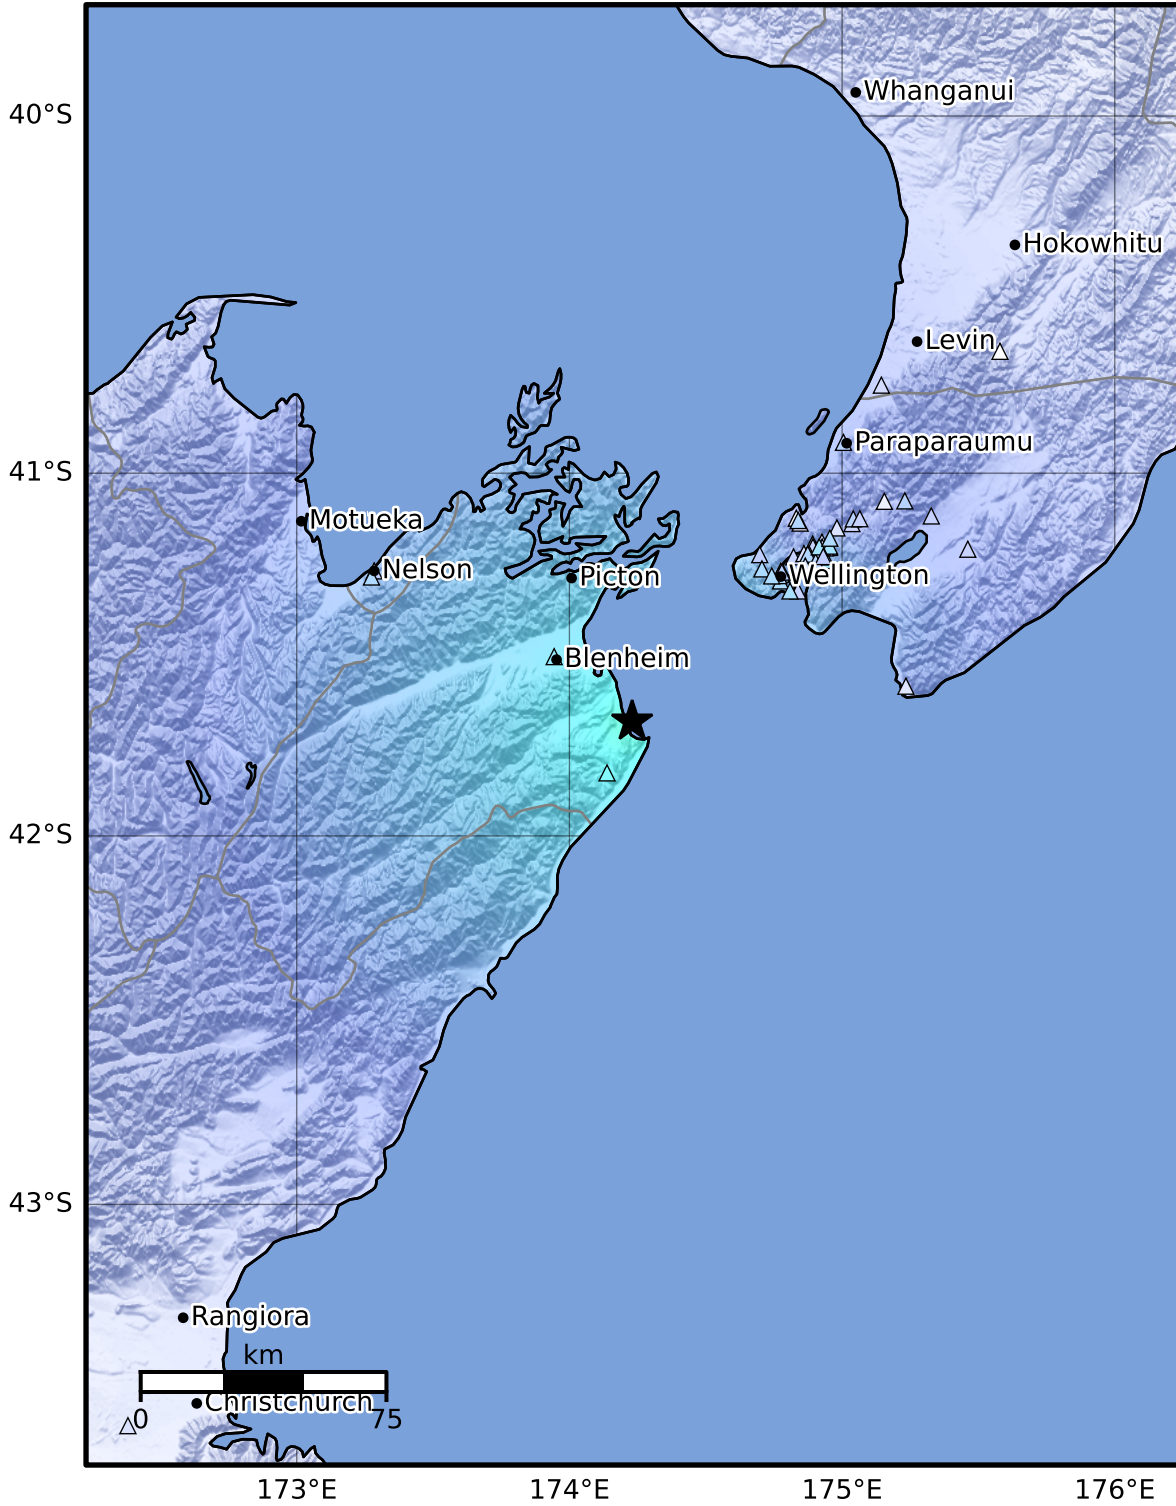 Whanganui
40°S
Hokowhitu
Levin
Paraparaumu
41°S
Motueka
Nelson
Picton
Wellington
Blenheim
42°S
43°S
Rangiora
km
Christchurch
0
75
173°E
174°E
175°E
176°E